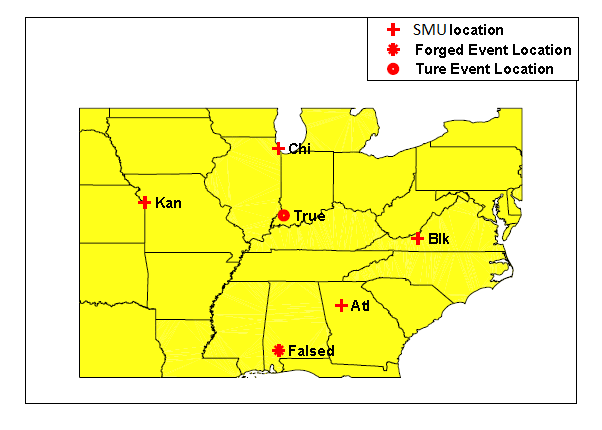 SMU location
Forged Event Location
Ture Event Location
Chi
Kan
True
Blk
Atl
Falsed